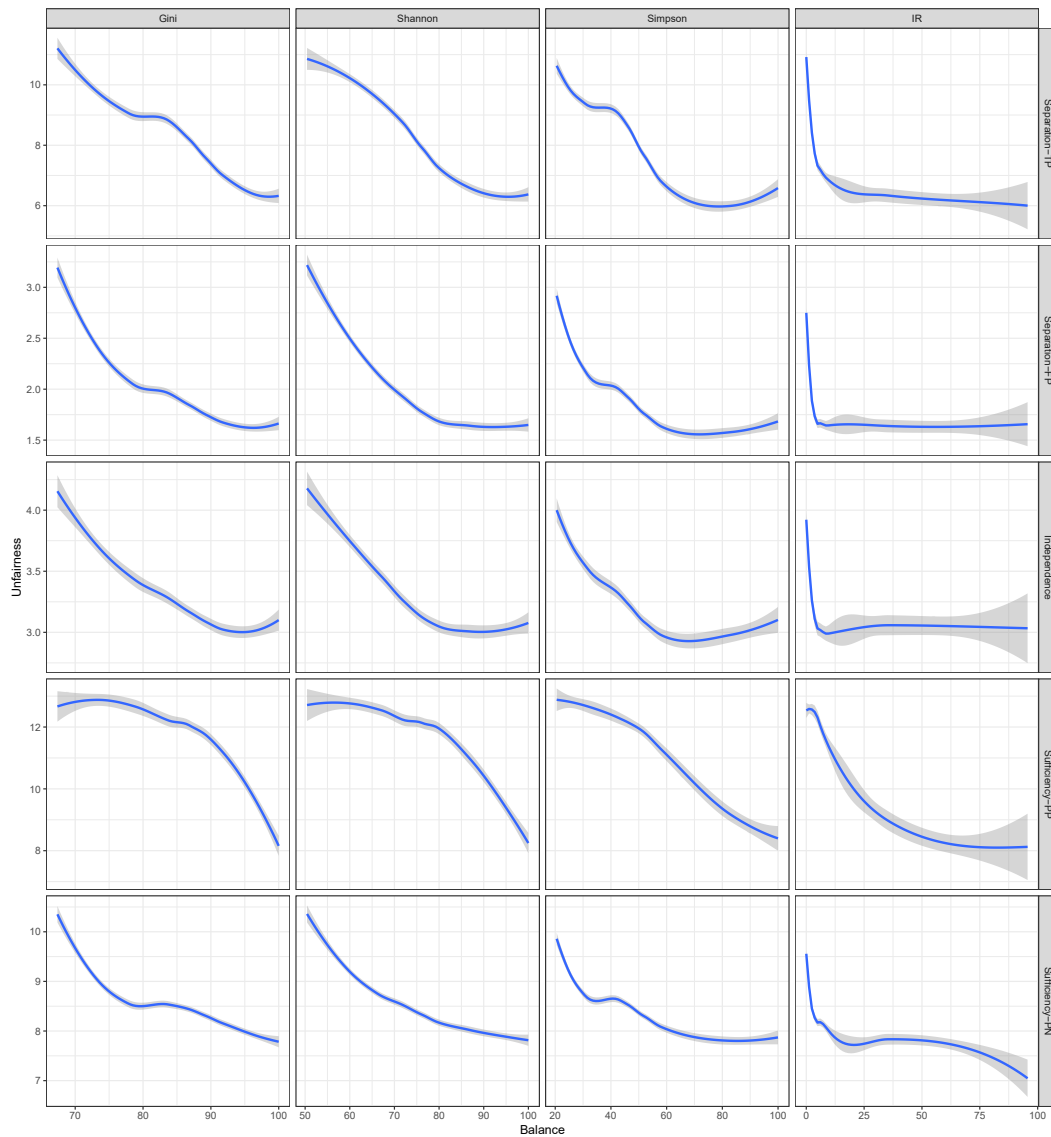 Gini Shannon Simpson IR
Separation−TP
10
8
6
Separation−FP
3.0
2.5
2.0
1.5
Independence
4.0
3.5
3.0
Sufficiency−PP
12
10
8
Sufficiency−PN
10
9
8
7
Unfairness
70 80 90 100 50 60 70 80 90 100 20 40 60 80 100 0 25 50 75 100
Balance